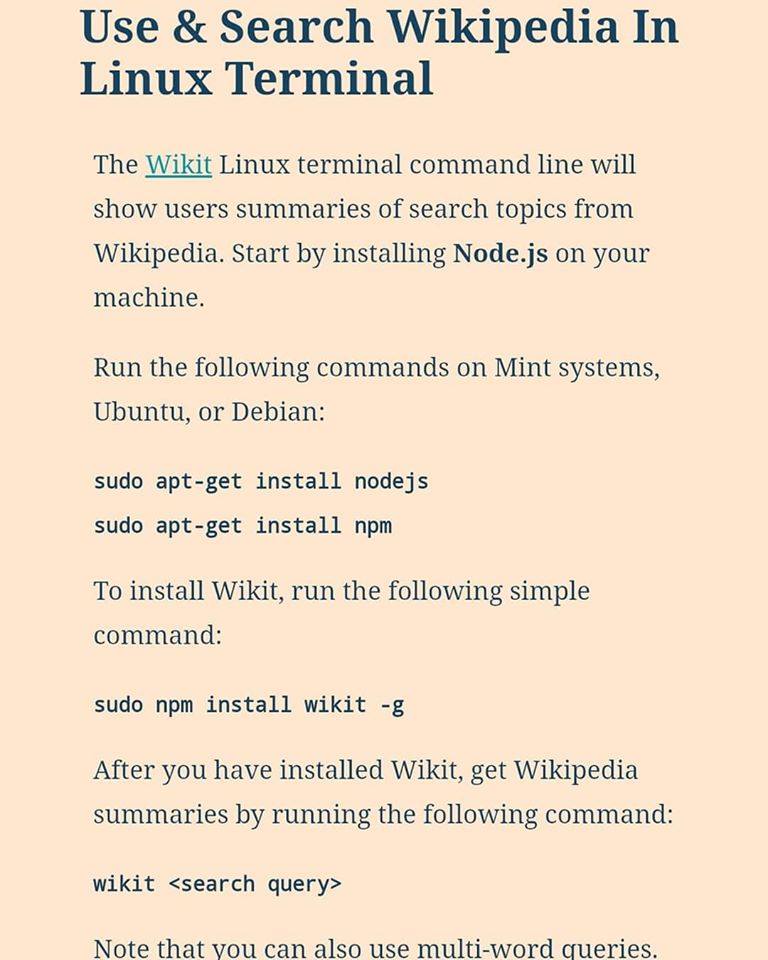 Use & Search Wikipedia In
Linux Terminal
The Wikit Linux terminal command line will
show users summaries of search topics from
Wikipedia. Start by installing Node.js on your
machine.
Run the following commands on Mint systems,
Ubuntu, or Debian:
sudo apt-get install nodejs
sudo apt-get install npm
To install Wikit, run the following simple
command:
sudo npm install wikit -g
After you have installed Wikit, get Wikipedia
summaries by running the following command:
wikit <search query>
Note that you can also use multi-word queries.